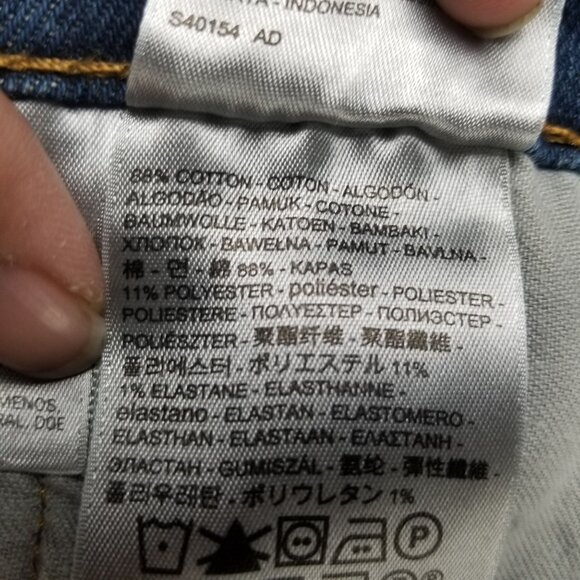 - INDONESIA
S40154 AD
88% COTTON - COTON - ALGODÓN -
ALGODÃO - PAMUK - COTONE -
BAUMWOLLE - KATOEN - BAMBAKI -
ХЛОПОК - BAWEŁNA - PAMUT - BAVLNA -
棉 - 면 - 綿 88% - KAPAS
11% POLYESTER - poliéster - POLIESTER -
POLIESTERE - ΠΟΛΥΕΣΤΕΡ - ПОЛИЭСТЕР -
POLIÉSZTER - 聚酯纤维 - 聚酯纖維 -
폴리에스터 - ポリエステル 11%
1% ELASTANE - ELASTHANNE -
elastano - ELASTAN - ELASTOMERO -
ELASTHAN - ELASTAAN - ΕΛΑΣΤΑΝΗ -
ЭЛАСТАН - GUMISZÁL - 氨纶 - 彈性纖維 -
폴리우레탄 - ポリウレタン 1%
MENOS
RAL DGE
P